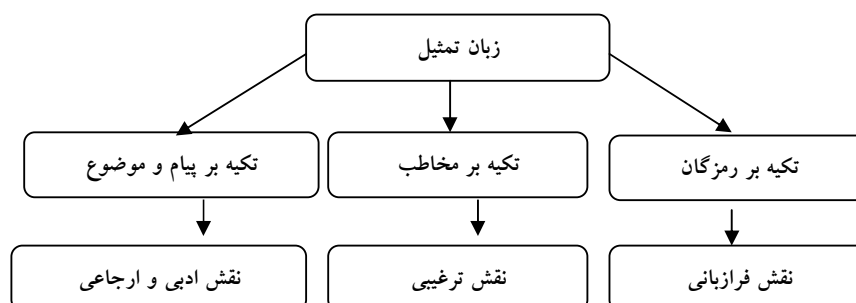 زبان تمثیل
تکیه بر رمزگان
تکیه بر مخاطب
تکیه بر پیام و موضوع
نقش فرازبانی
نقش ترغیبی
نقش ادبی و ارجاعی